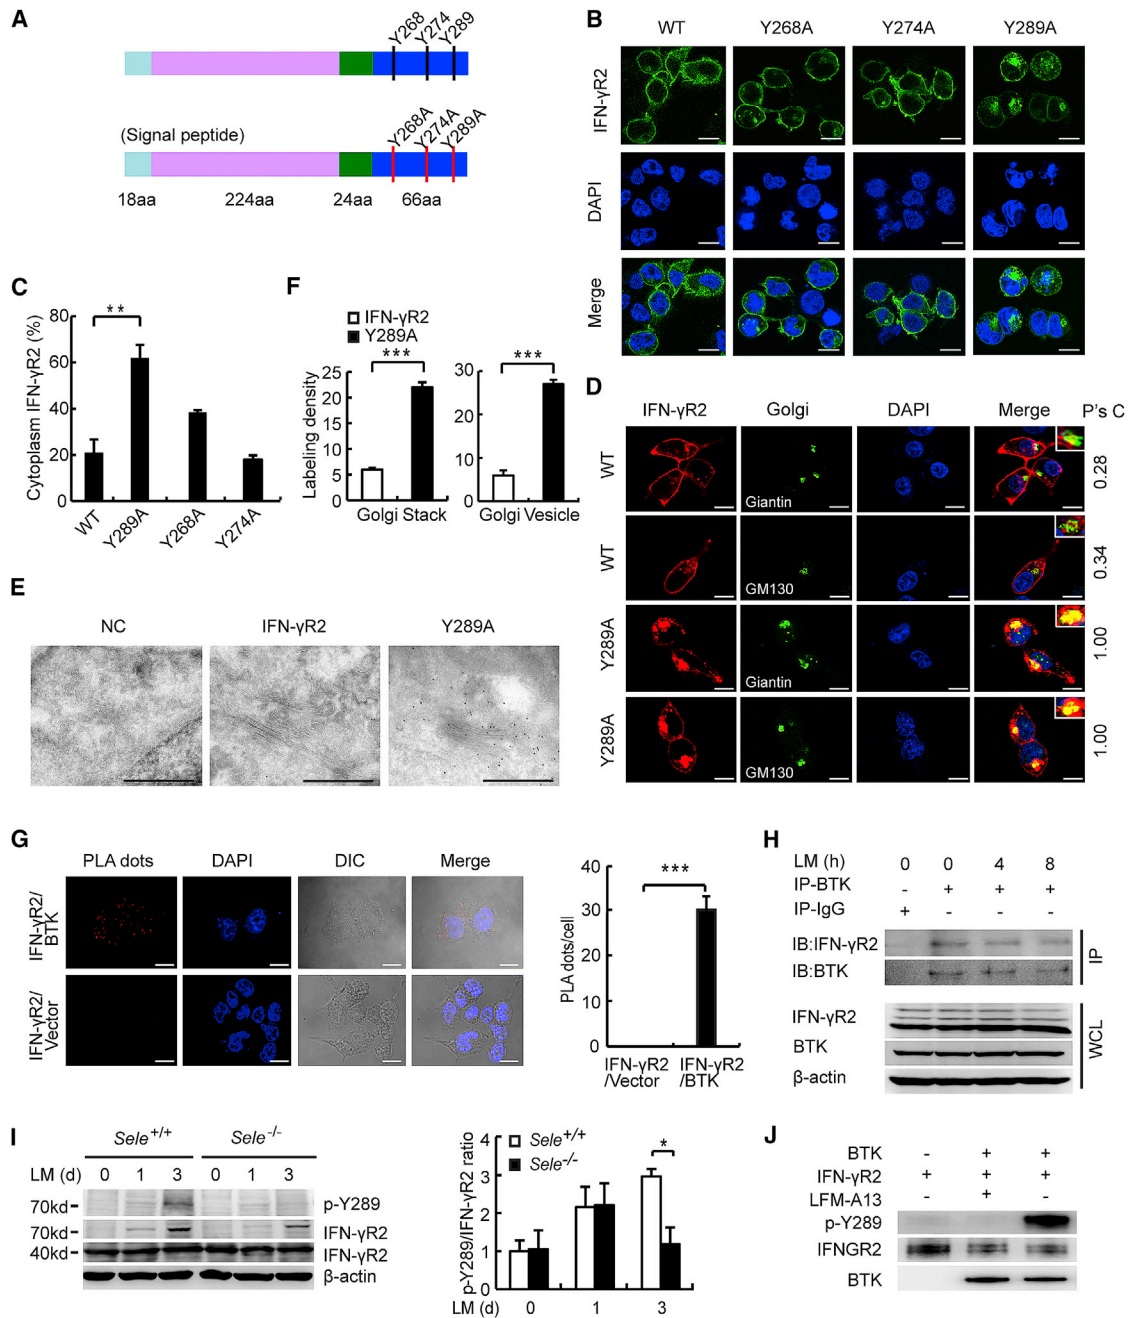 A
Y268
Y274
Y289
(Signal peptide)
Y268A
Y274A
Y289A
18aa 224aa 24aa 66aa
B
WT Y268A Y274A Y289A
IFN-γR2
DAPI
Merge
C
Cytoplasm IFN-γR2 (%)
80
60
40
20
0
**
WT Y289A Y268A Y274A
F
IFN-γR2
Y289A
Labeling density
25
20
15
10
5
0
***
Golgi Stack
30
20
10
0
***
Golgi Vesicle
D
IFN-γR2 Golgi DAPI Merge P's C
WT Giantin 0.28
WT GM130 0.34
Y289A Giantin 1.00
Y289A GM130 1.00
E
NC IFN-γR2 Y289A
G
PLA dots DAPI DIC Merge
IFN-γR2/
BTK
IFN-γR2/
Vector
PLA dots/cell
40
30
20
10
0
***
IFN-γR2 IFN-γR2
/Vector /BTK
H
LM (h) 0 0 4 8
IP-BTK - + + +
IP-IgG + - - -
IB:IFN-γR2
IB:BTK
IP
IFN-γR2
BTK
β-actin
WCL
I
Sele+/+ Sele-/-
LM (d) 0 1 3 0 1 3
70kd p-Y289
70kd IFN-γR2
40kd IFN-γR2
β-actin
p-Y289/IFN-γR2 ratio
4
3
2
1
0
Sele+/+
Sele-/-
*
LM (d) 0 1 3
J
BTK - + +
IFN-γR2 + + +
LFM-A13 - + -
p-Y289
IFNGR2
BTK